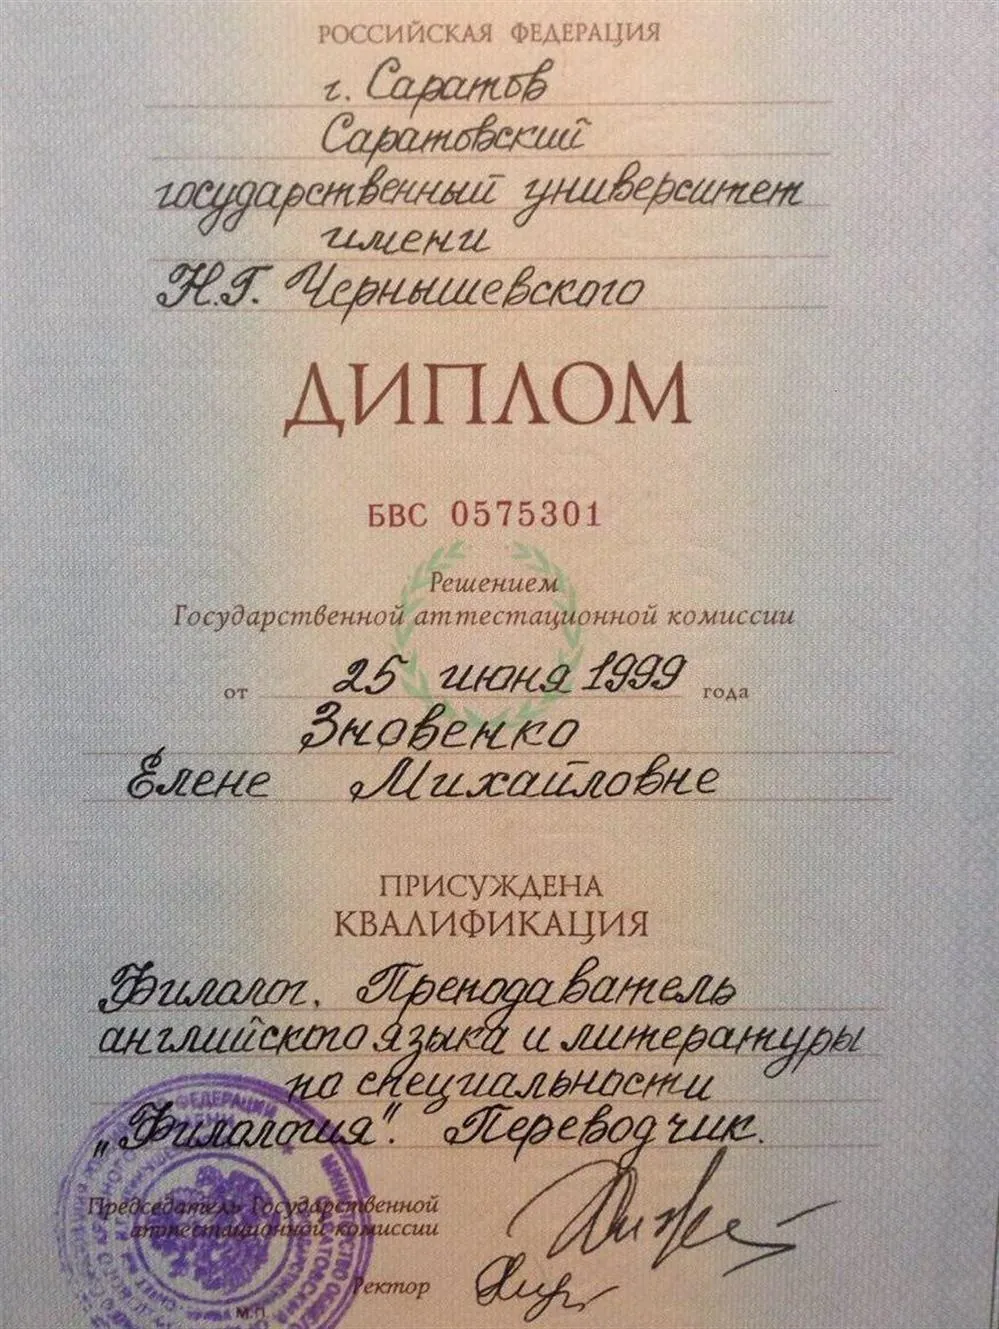 РОССИЙСКАЯ ФЕДЕРАЦИЯ
г. Саратов
Саратовский
государственный университет
имени
Н.Г. Чернышевского
ДИПЛОМ
БВС 0575301
Решением
Государственной аттестационной комиссии
от 25 июня 1999 года
Зновенко
Елене Михайловне
ПРИСУЖДЕНА
КВАЛИФИКАЦИЯ
Филолог. Преподаватель
английского языка и литературы
по специальности
„Филология". Переводчик.
Председатель Государственной
аттестационной комиссии
Ректор
М.П.